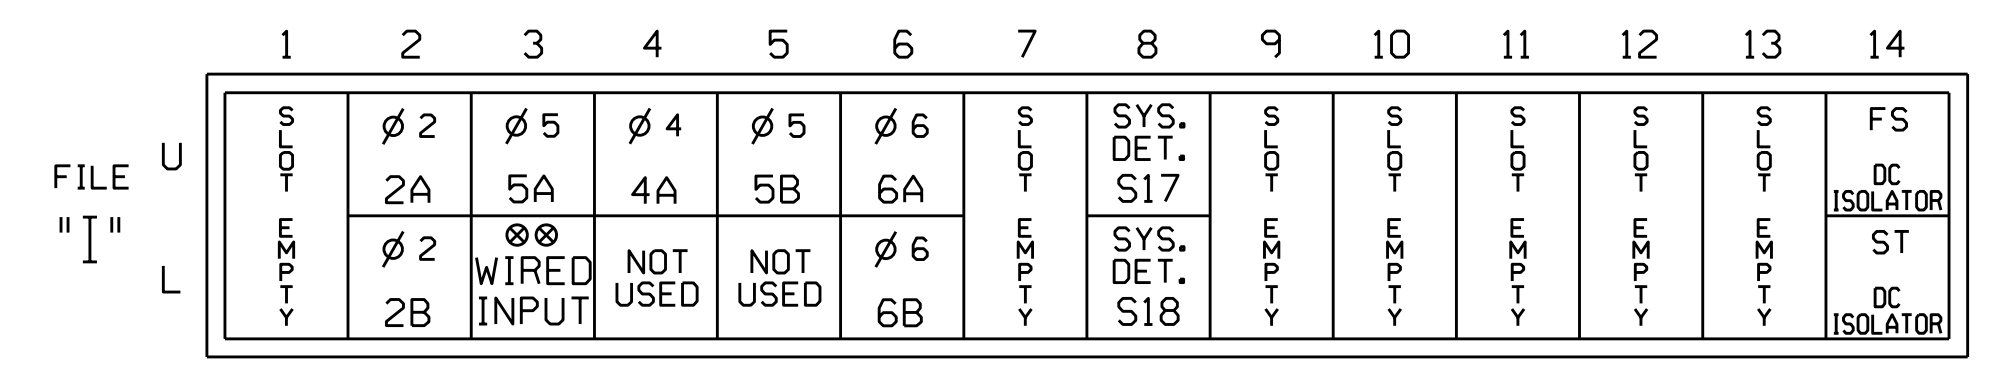 1 2 3 4 5 6 7 8 9 10 11 12 13 14
FILE
"I"
U
L
SLOT EMPTY
Ø 2
2A
Ø 2
2B
Ø 5
5A
⊗⊗
WIRED
INPUT
Ø 4
4A
NOT
USED
Ø 5
5B
NOT
USED
Ø 6
6A
Ø 6
6B
SLOT EMPTY
SYS.
DET.
S17
SYS.
DET.
S18
SLOT EMPTY
SLOT EMPTY
SLOT EMPTY
SLOT EMPTY
SLOT EMPTY
FS
DC
ISOLATOR
ST
DC
ISOLATOR